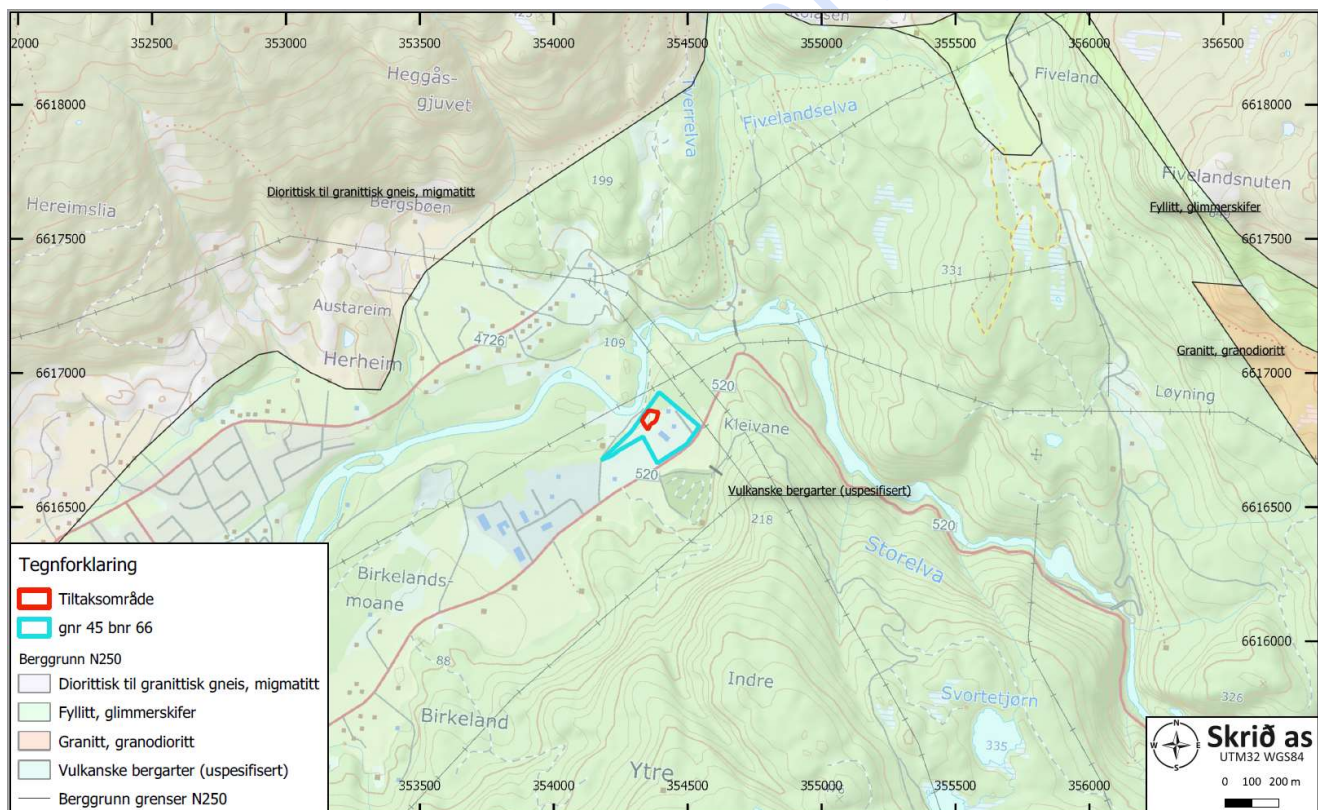 2000 352500 353000 353500 354000 354500 355000 355500 356000 356500
Heggås-
gjuvet
Fiveland
6618000
6618000
Tverrelva
Fivelandselva
199
Diorittisk til granittisk gneis, migmatitt
Bergsbøen
Hereimslia
Fivelandsnuten
Fyllitt, glimmerskifer
6617500
6617500
331
Austareim
4726
109
Herheim
Granitt, granodioritt
6617000
6617000
520
Løyning
Kleivane
520
Vulkanske bergarter (uspesifisert)
6616500
6616500
218
520
Storelva
Birkelands-
moane
6616000
88
Indre
Svortetjørn
326
Birkeland
335
Ytre
353500 354000 354500 355000 355500 356000
Tegnforklaring
Tiltaksområde
gnr 45 bnr 66
Berggrunn N250
Diorittisk til granittisk gneis, migmatitt
Fyllitt, glimmerskifer
Granitt, granodioritt
Vulkanske bergarter (uspesifisert)
Berggrunn grenser N250
N
W E
S
Skrið as
UTM32 WGS84
0 100 200 m